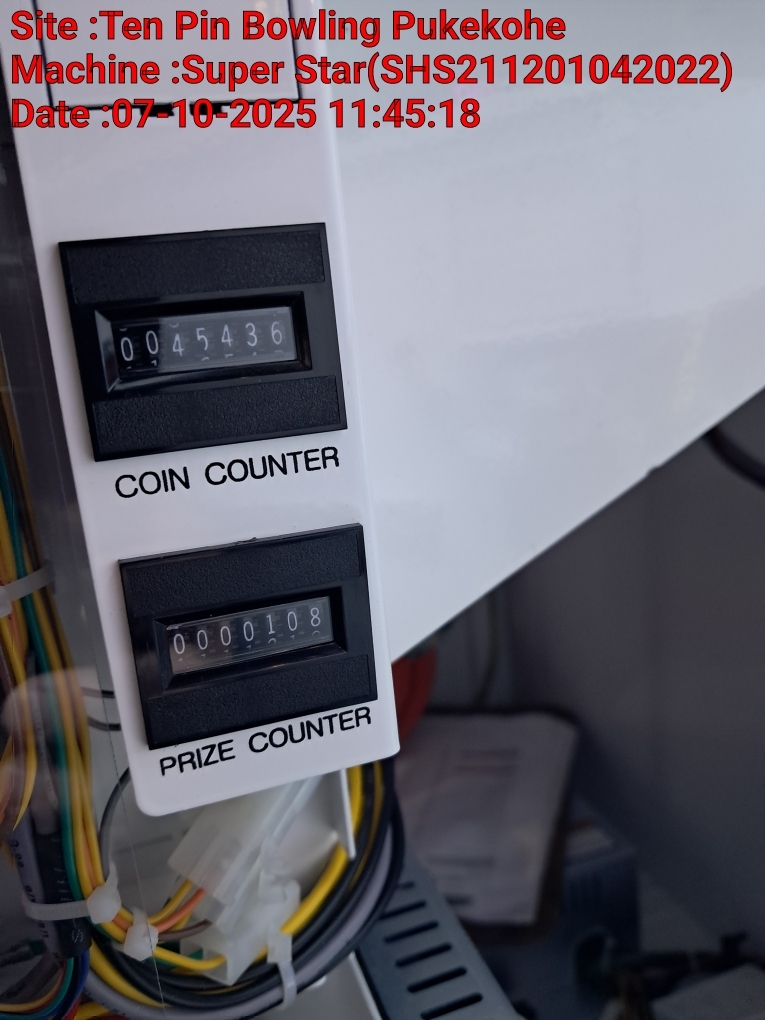 Site :Ten Pin Bowling Pukekohe
Machine :Super Star(SHS211201042022)
Date :07-10-2025 11:45:18
0045436
COIN COUNTER
0000108
PRIZE COUNTER